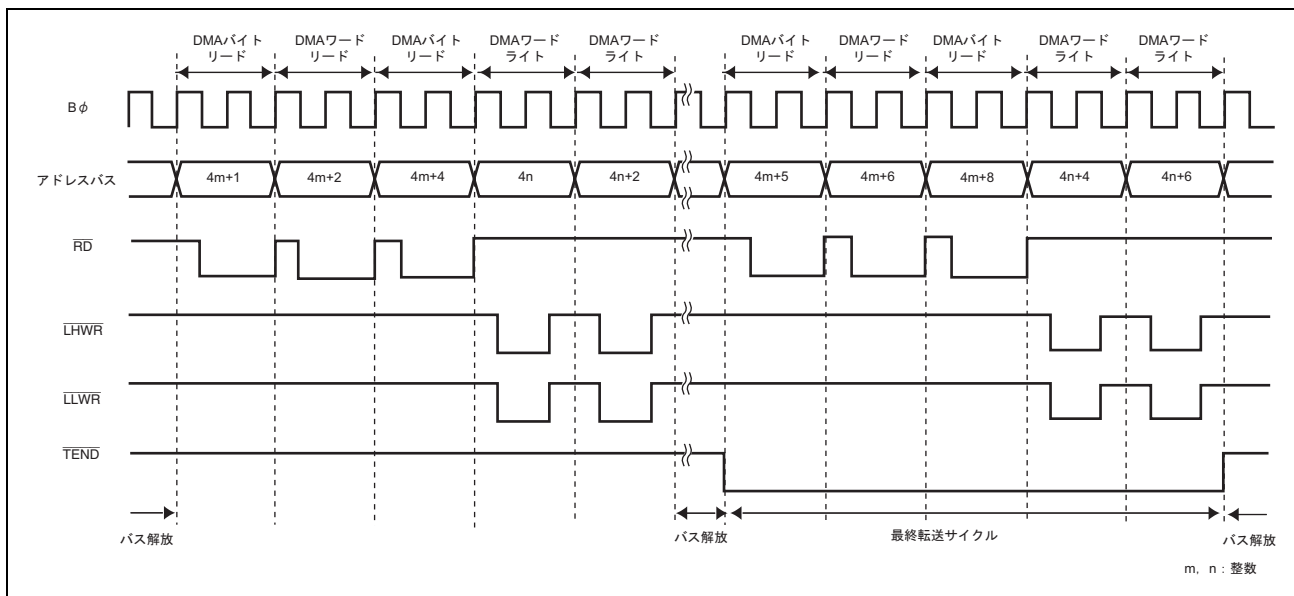 DMAバイト
リード
DMAワード
リード
DMAバイト
リード
DMAワード
ライト
DMAワード
ライト
DMAバイト
リード
DMAワード
リード
DMAバイト
リード
DMAワード
ライト
DMAワード
ライト
Bφ
アドレスバス
4m+1
4m+2
4m+4
4n
4n+2
4m+5
4m+6
4m+8
4n+4
4n+6
RD
LHWR
LLWR
TEND
バス解放
バス解放
最終転送サイクル
バス解放
m, n : 整数